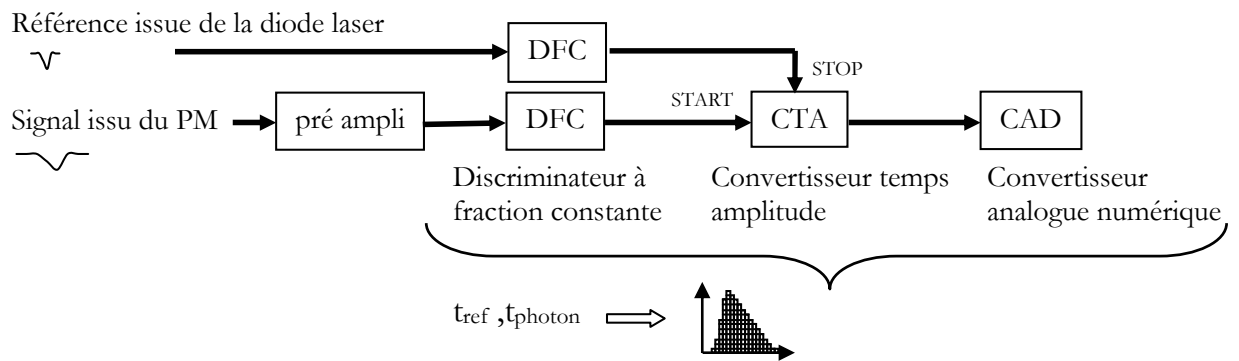 Référence issue de la diode laser
DFC
STOP
START
Signal issu du PM
pré ampli
DFC
CTA
CAD
Discriminateur à
fraction constante
Convertisseur temps
amplitude
Convertisseur
analogue numérique
tref ,tphoton